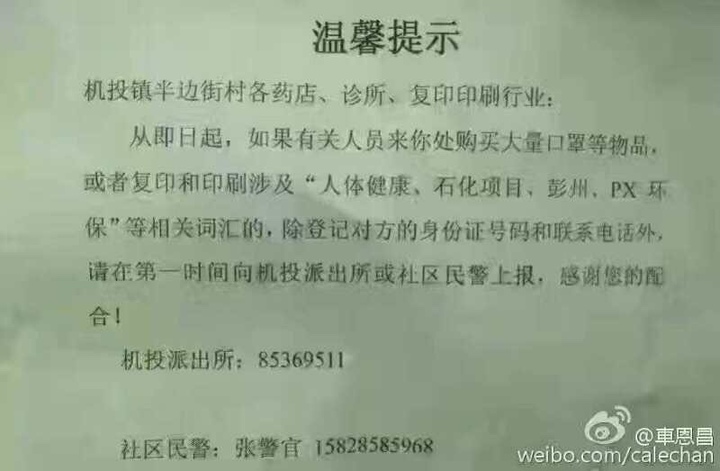 温馨提示
机投镇半边街村各药店、诊所、复印印刷行业：
从即日起，如果有关人员来你处购买大量口罩等物品，
或者复印和印刷涉及“人体健康、石化项目、彭州、PX 环
保”等相关词汇的，除登记对方的身份证号码和联系电话外，
请在第一时间向机投派出所或社区民警上报，感谢您的配
合！
机投派出所：85369511
社区民警：张警官 15828585968
@車恩昌
weibo.com/calechan